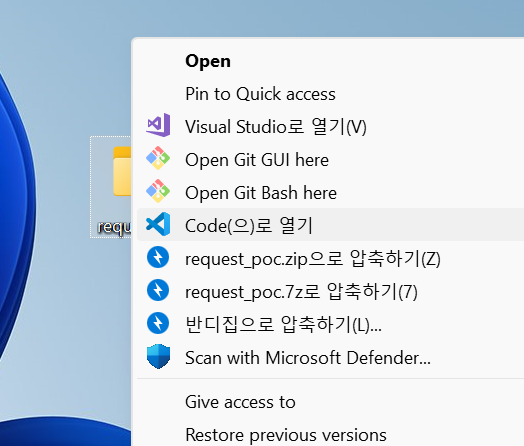 Open
Pin to Quick access
Visual Studio로 열기(V)
Open Git GUI here
Open Git Bash here
Code(으)로 열기
request_poc.zip으로 압축하기(Z)
request_poc.7z로 압축하기(7)
반디집으로 압축하기(L)...
Scan with Microsoft Defender...
Give access to
Restore previous versions